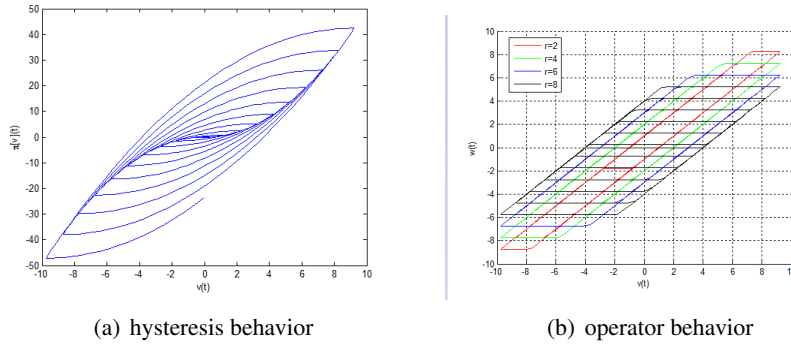 50
40
30
20
10
0
-10
-20
-30
-40
-50
-10 -8 -6 -4 -2 0 2 4 6 8 10
π[v](t)
v(t)
(a) hysteresis behavior
10
8
6
4
2
0
-2
-4
-6
-8
-10
-10 -8 -6 -4 -2 0 2 4 6 8 1
w(t)
v(t)
r=2
r=4
r=6
r=8
(b) operator behavior